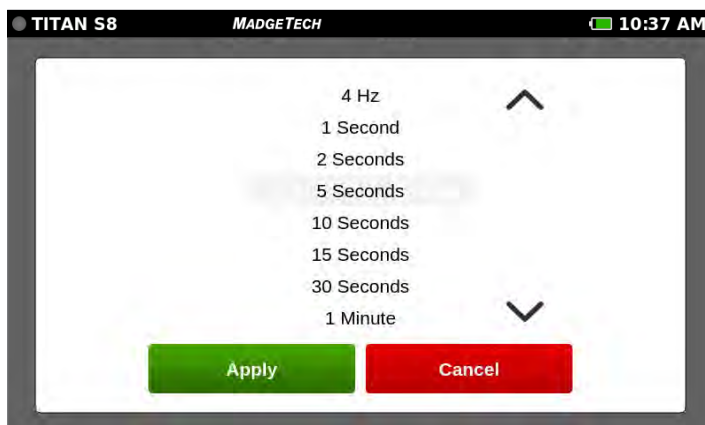 TITAN S8 MADGETECH 10:37 AM
4 Hz
1 Second
2 Seconds
5 Seconds
10 Seconds
15 Seconds
30 Seconds
1 Minute
Apply Cancel